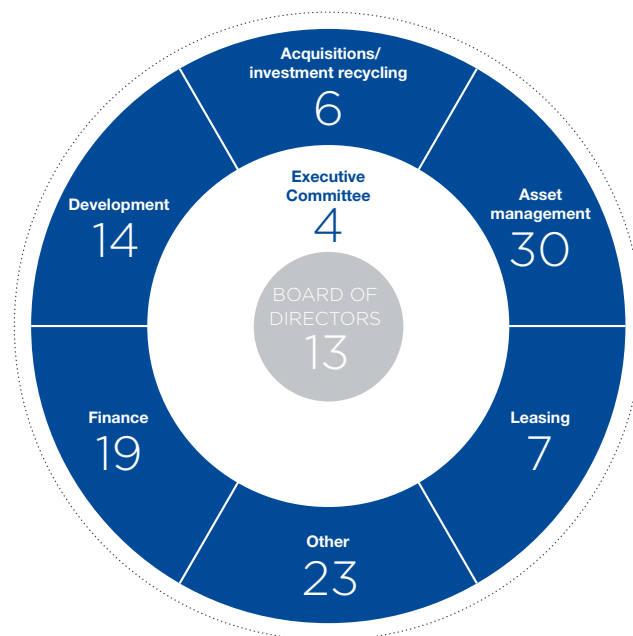 Acquisitions/
investment recycling
6
Executive
Committee
4
Development
14
Asset
management
30
BOARD OF
DIRECTORS
13
Finance
19
Leasing
7
Other
23